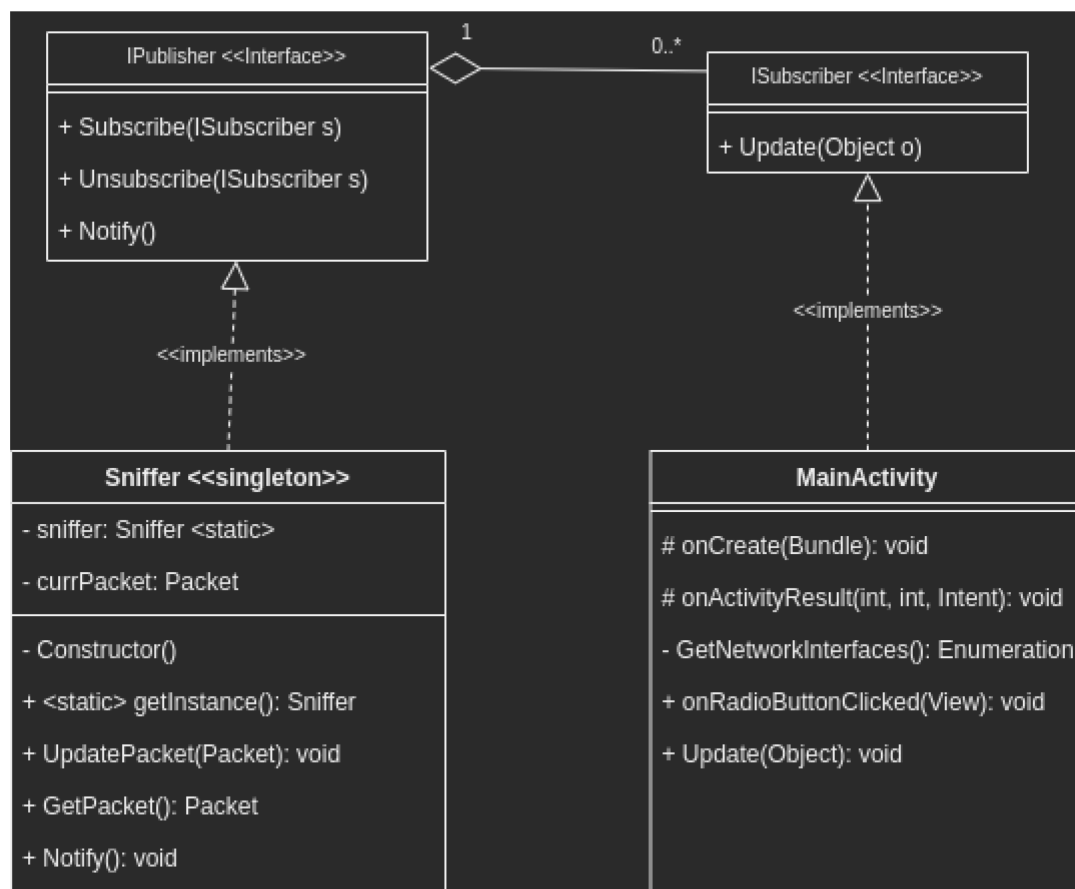 IPublisher <<Interface>>
+ Subscribe(ISubscriber s)
+ Unsubscribe(ISubscriber s)
+ Notify()
1
0..*
ISubscriber <<Interface>>
+ Update(Object o)
<<implements>>
<<implements>>
Sniffer <<singleton>>
- sniffer: Sniffer <static>
- currPacket: Packet
- Constructor()
+ <static> getInstance(): Sniffer
+ UpdatePacket(Packet): void
+ GetPacket(): Packet
+ Notify(): void
MainActivity
# onCreate(Bundle): void
# onActivityResult(int, int, Intent): void
- GetNetworkInterfaces(): Enumeration
+ onRadioButtonClicked(View): void
+ Update(Object): void